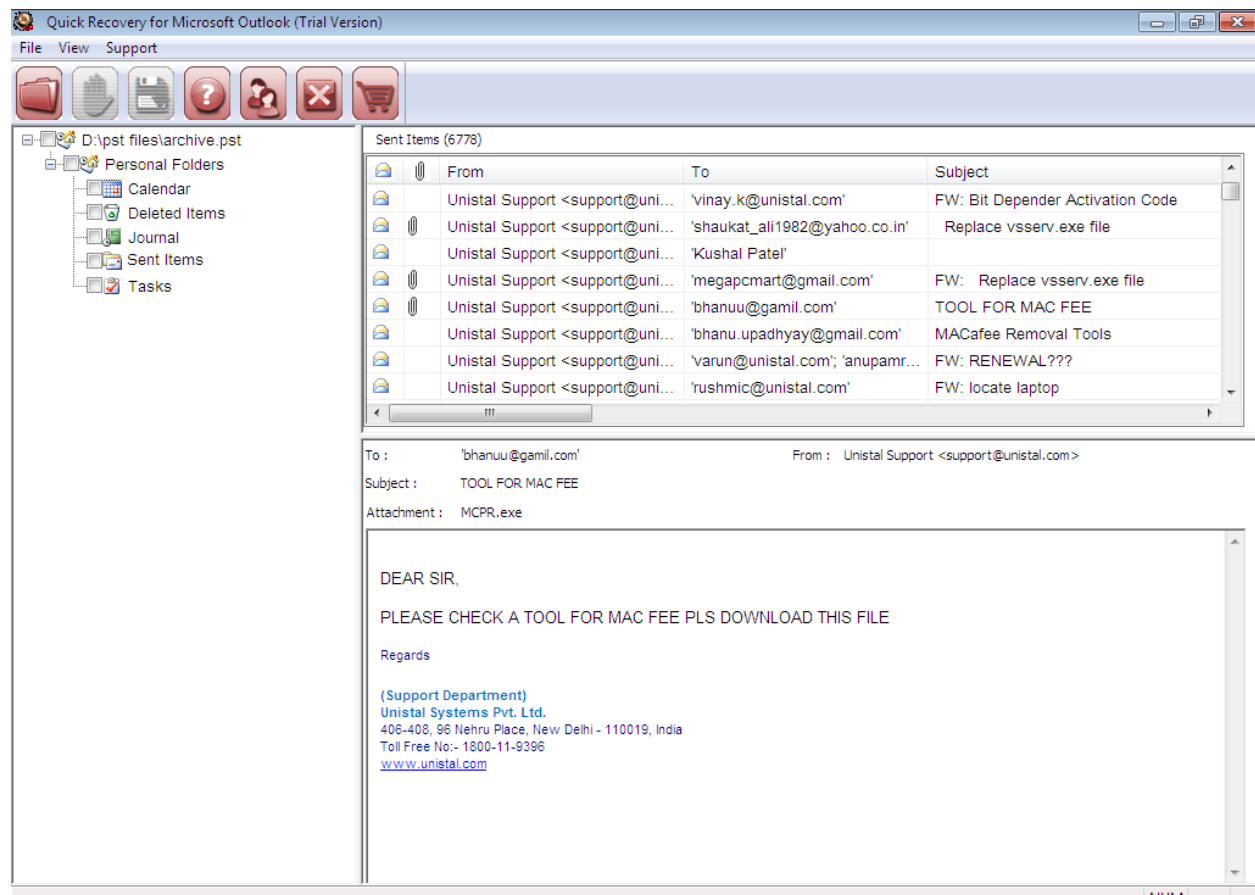 Quick Recovery for Microsoft Outlook (Trial Version)
File View Support
D:\pst files\archive.pst
Personal Folders
Calendar
Deleted Items
Journal
Sent Items
Tasks
Sent Items (6778)
From To Subject
Unistal Support <support@uni... 'vinay.k@unistal.com' FW: Bit Depender Activation Code
Unistal Support <support@uni... 'shaukat_ali1982@yahoo.co.in' Replace vsserv.exe file
Unistal Support <support@uni... 'Kushal Patel'
Unistal Support <support@uni... 'megapcmart@gmail.com' FW: Replace vsserv.exe file
Unistal Support <support@uni... 'bhanuu@gamil.com' TOOL FOR MAC FEE
Unistal Support <support@uni... 'bhanu.upadhyay@gmail.com' MACafee Removal Tools
Unistal Support <support@uni... 'varun@unistal.com'; 'anupamr... FW: RENEWAL???
Unistal Support <support@uni... 'rushmic@unistal.com' FW: locate laptop
To : 'bhanuu@gamil.com' From : Unistal Support <support@unistal.com>
Subject : TOOL FOR MAC FEE
Attachment : MCPR.exe
DEAR SIR,
PLEASE CHECK A TOOL FOR MAC FEE PLS DOWNLOAD THIS FILE
Regards
(Support Department)
Unistal Systems Pvt. Ltd.
406-408, 96 Nehru Place, New Delhi - 110019, India
Toll Free No:- 1800-11-9396
www.unistal.com
NUM